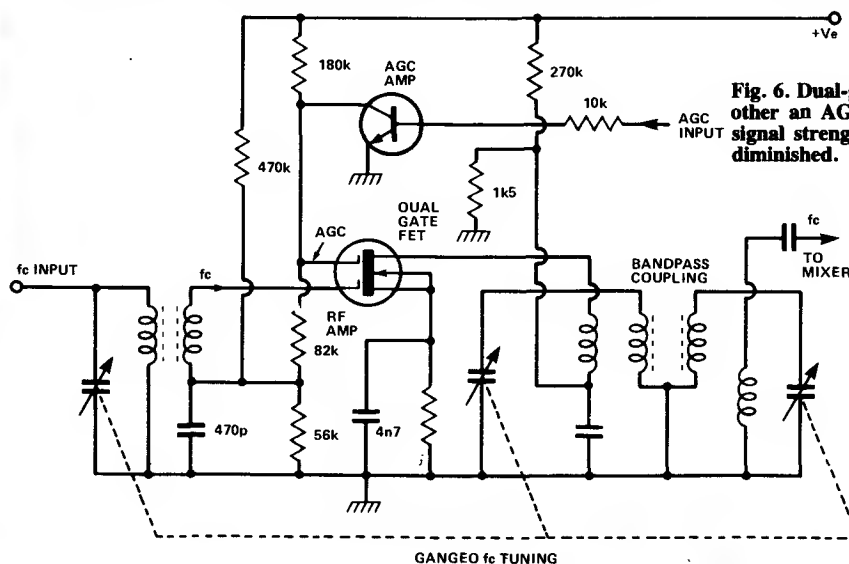 +Ve
180k
AGC
AMP
270k
10k
AGC
INPUT
Fig. 6. Dual-
other an AG
signal streng
diminished.
470k
1k5
DUAL
GATE
FET
AGC
fc
TO
MIXER
BANDPASS
COUPLING
fc INPUT
fc
RF
AMP
82k
470p
56k
4n7
GANGEO fc TUNING